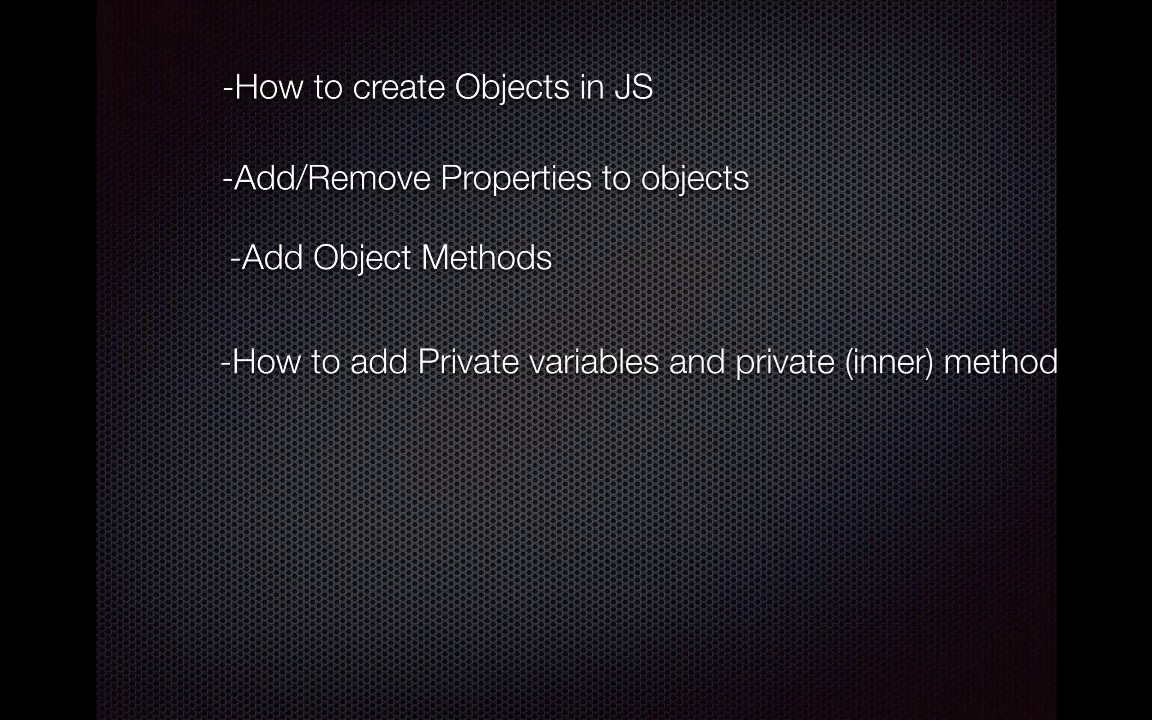 -How to create Objects in JS
-Add/Remove Properties to objects
-Add Object Methods
-How to add Private variables and private (inner) method